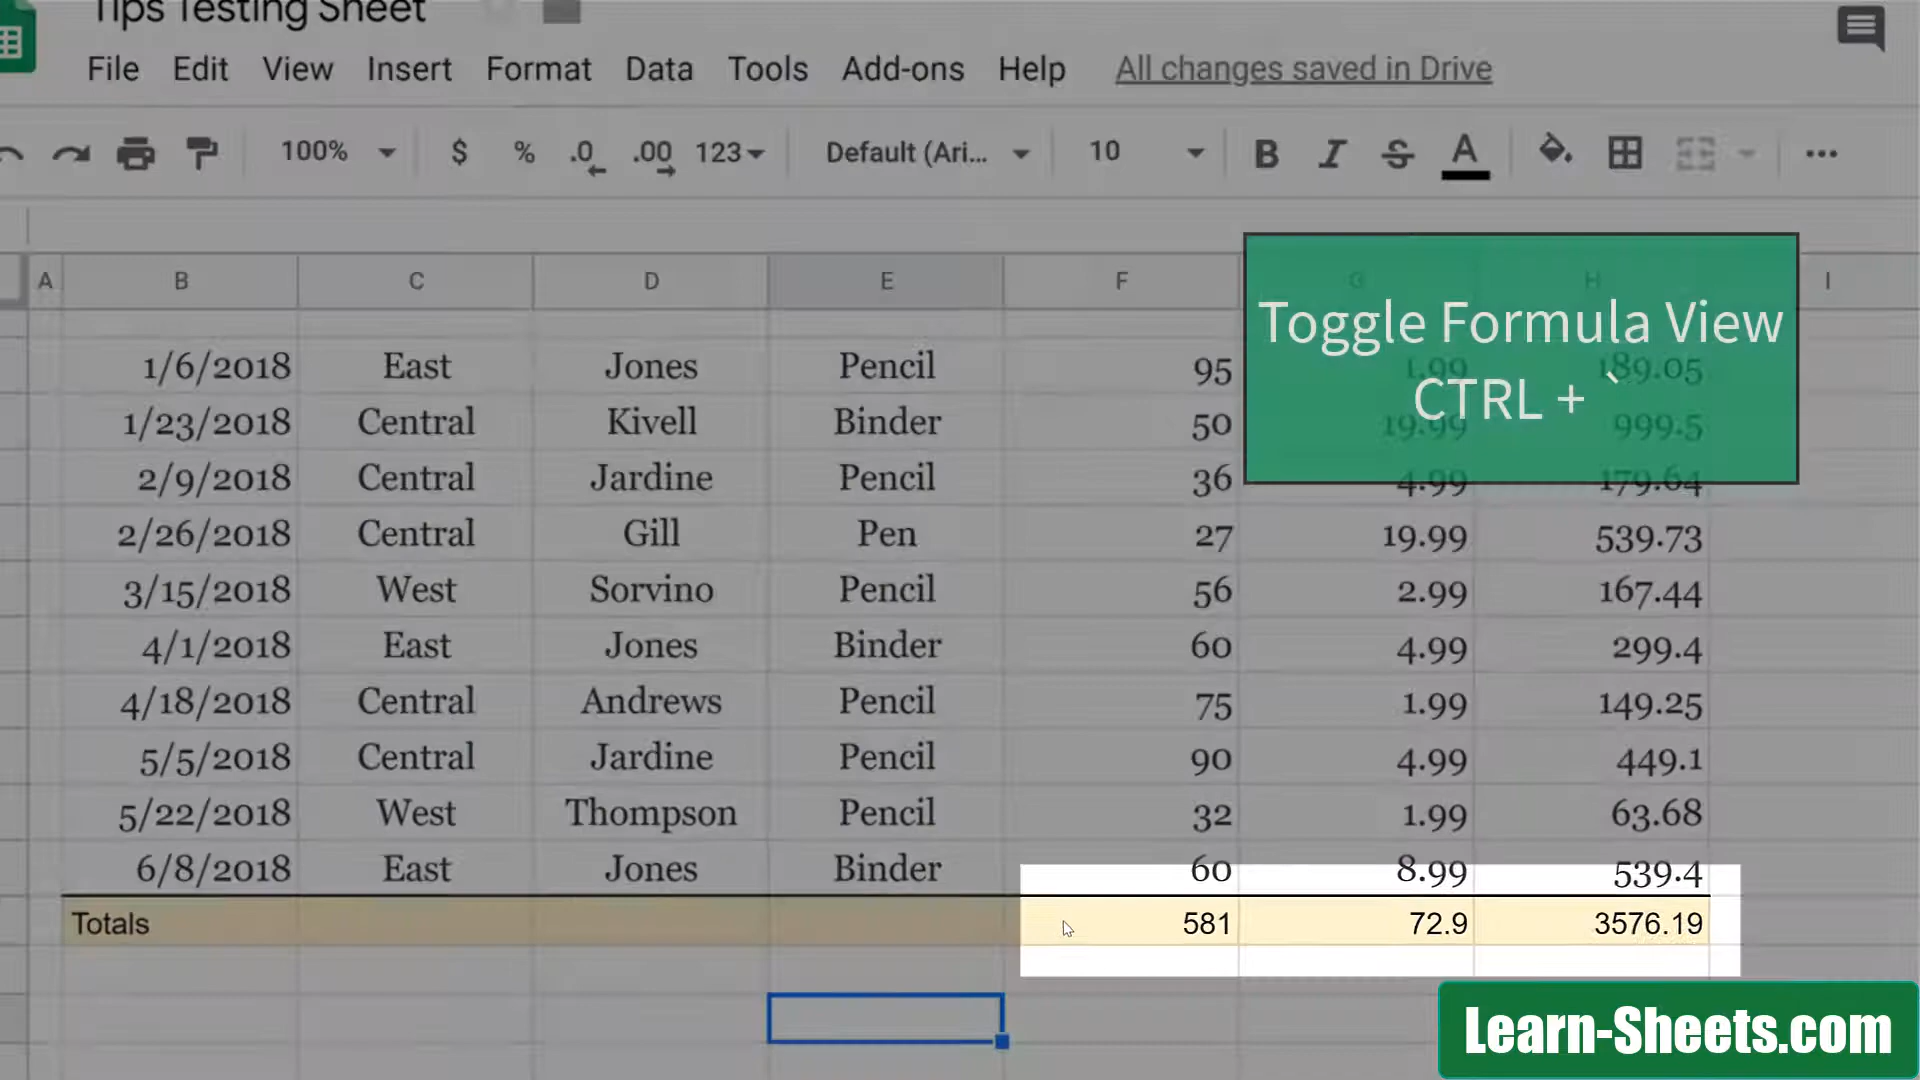 Tips Testing Sheet
File Edit View Insert Format Data Tools Add-ons Help All changes saved in Drive
100% $ % .0 .00 123 Default (Ari... 10 B I S A
A B C D E F G H I
Toggle Formula View
CTRL + `
1/6/2018 East Jones Pencil 95 1.99 189.05
1/23/2018 Central Kivell Binder 50 19.99 999.5
2/9/2018 Central Jardine Pencil 36 4.99 179.64
2/26/2018 Central Gill Pen 27 19.99 539.73
3/15/2018 West Sorvino Pencil 56 2.99 167.44
4/1/2018 East Jones Binder 60 4.99 299.4
4/18/2018 Central Andrews Pencil 75 1.99 149.25
5/5/2018 Central Jardine Pencil 90 4.99 449.1
5/22/2018 West Thompson Pencil 32 1.99 63.68
6/8/2018 East Jones Binder 60 8.99 539.4
Totals 581 72.9 3576.19
Learn-Sheets.com